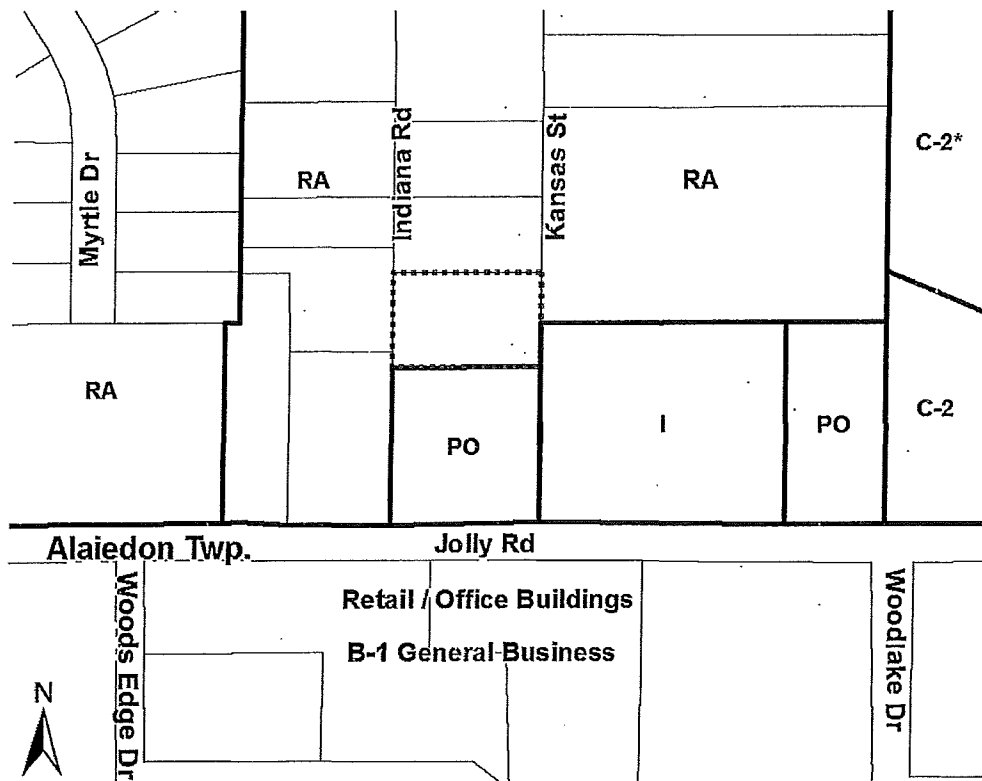 C-2*
Indiana Rd
Kansas St
RA
RA
Myrtle Dr
RA
C-2
PO
I
PO
Alaiedon Twp.
Jolly Rd
Woods Edge Dr
Retail / Office Buildings
Woodlake Dr
B-1 General Business
N